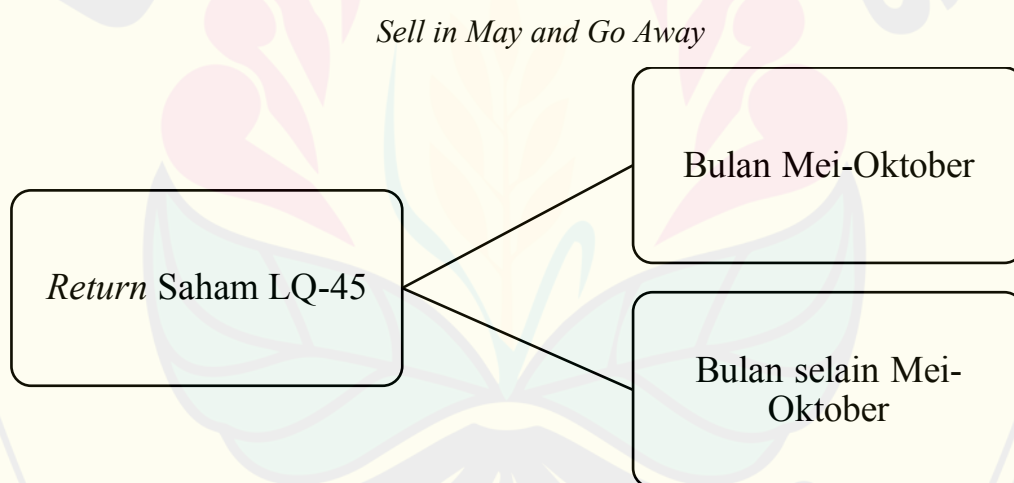 Sell in May and Go Away
Bulan Mei-Oktober
Return Saham LQ-45
Bulan selain Mei-
Oktober